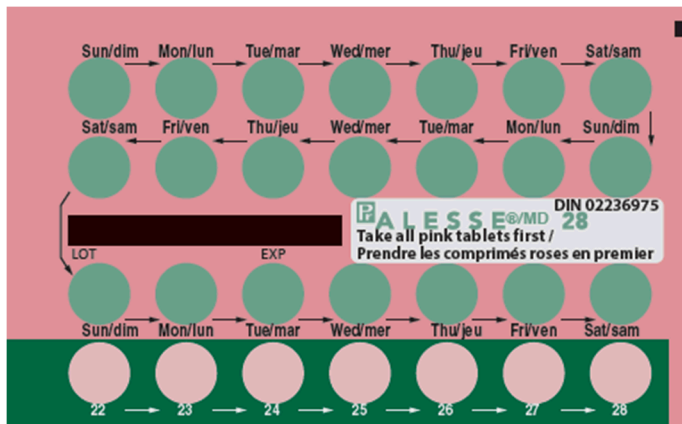 Sun/dim Mon/lun Tue/mar Wed/mer Thu/jeu Fri/ven Sat/sam
Sat/sam Fri/ven Thu/jeu Wed/mer Tue/mar Mon/lun Sun/dim
DIN 02236975
Pr ALESSE®/MD 28
Take all pink tablets first /
Prendre les comprimés roses en premier
LOT EXP
Sun/dim Mon/lun Tue/mar Wed/mer Thu/jeu Fri/ven Sat/sam
22 23 24 25 26 27 28